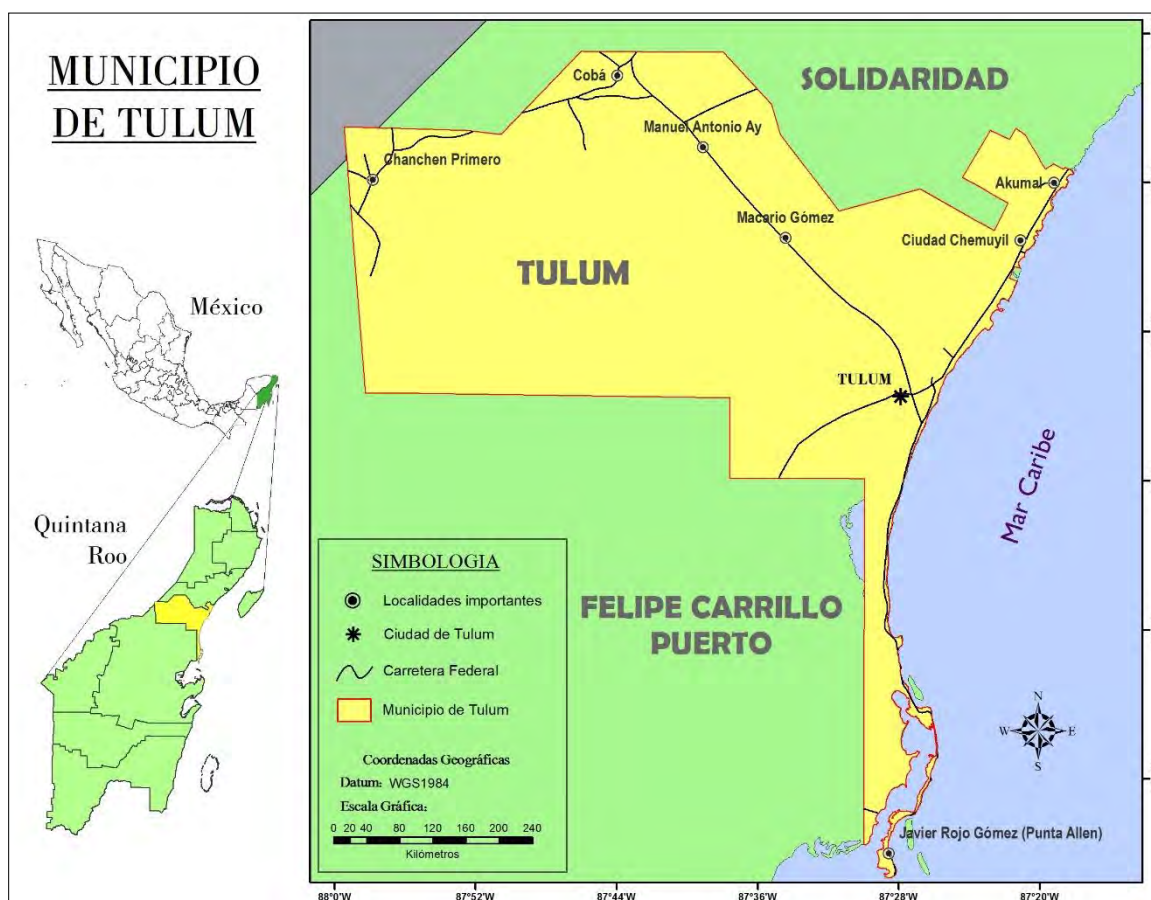 MUNICIPIO
DE TULUM
México
Quintana
Roo
SOLIDARIDAD
Cobá
Manuel Antonio Ay
Chanchen Primero
Akumal
Macario Gómez
Ciudad Chemuyil
TULUM
TULUM
Mar Caribe
FELIPE CARRILLO
PUERTO
Javier Rojo Gómez (Punta Allen)
N
W E
S
SIMBOLOGIA
Localidades importantes
Ciudad de Tulum
Carretera Federal
Municipio de Tulum
Coordenadas Geográficas
Datum: WGS1984
Escala Gráfica:
0 20 40 80 120 160 200 240
Kilómetros
88°0'W 87°52'W 87°44'W 87°36'W 87°28'W 87°20'W